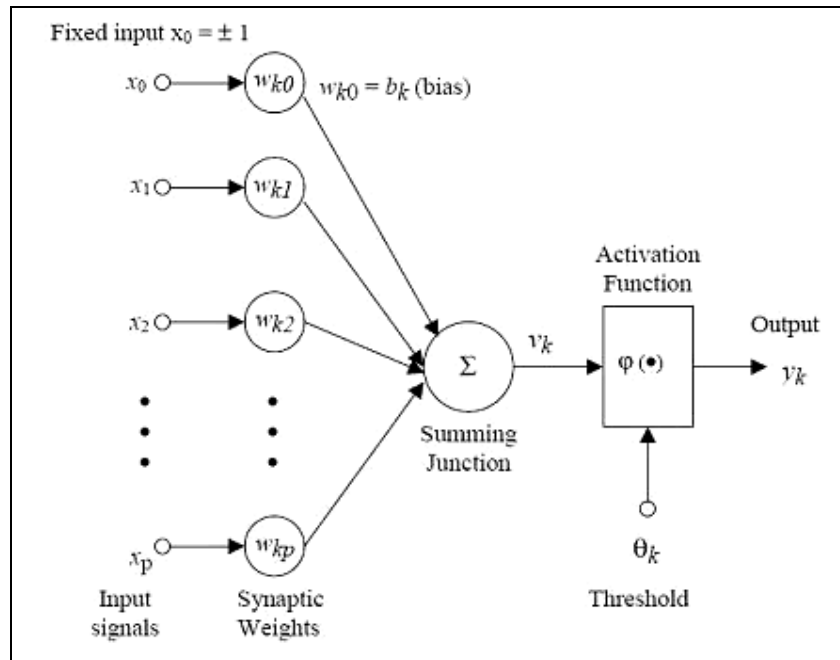 Fixed input x₀ = ± 1
x₀
wₖ₀
wₖ₀ = bₖ (bias)
x₁
wₖ₁
x₂
wₖ₂
xₚ
wₖₚ
Input
signals
Synaptic
Weights
Σ
Summing
Junction
vₖ
Activation
Function
φ (•)
Output
yₖ
θₖ
Threshold